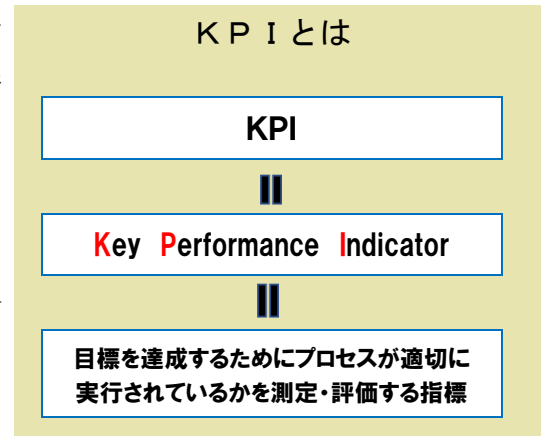 ＫＰＩとは
KPI
Key Performance Indicator
目標を達成するためにプロセスが適切に
実行されているかを測定・評価する指標